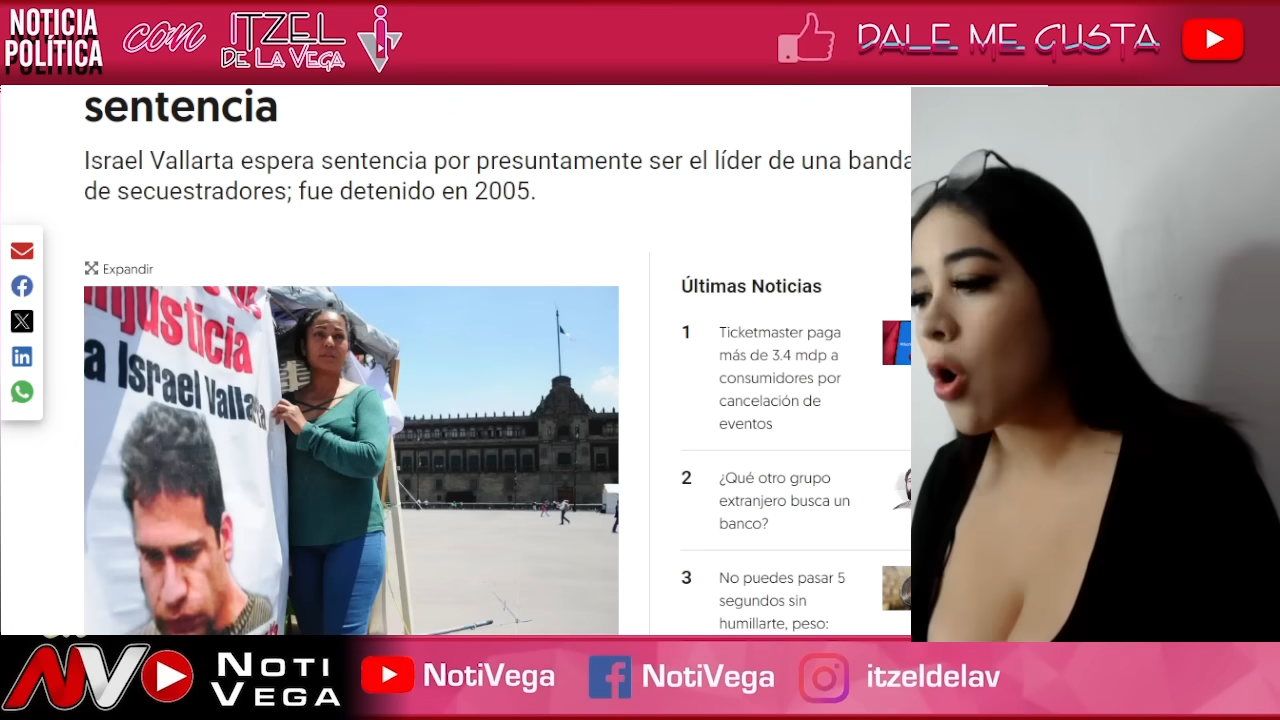 NOTICIA
POLÍTICA
con
ITZEL
DE LA VEGA
DALE ME GUSTA
sentencia
Israel Vallarta espera sentencia por presuntamente ser el líder de una banda
de secuestradores; fue detenido en 2005.
Expandir
injusticia
a Israel Vallarta
Últimas Noticias
1
Ticketmaster paga
más de 3.4 mdp a
consumidores por
cancelación de
eventos
2
¿Qué otro grupo
extranjero busca un
banco?
3
No puedes pasar 5
segundos sin
humillarte, peso:
NV
NOTI
VEGA
NotiVega
NotiVega
itzeldelav